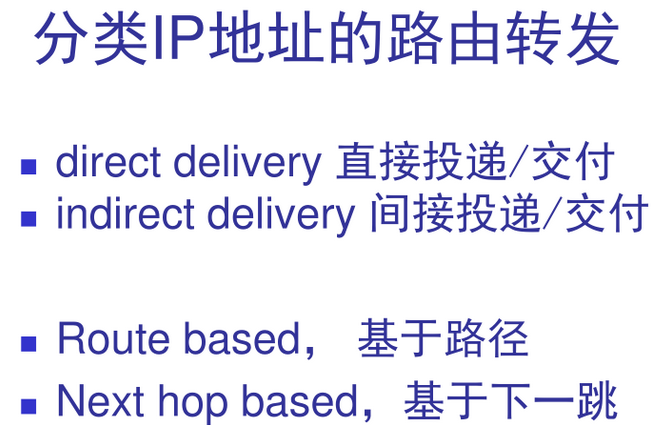 分类IP地址的路由转发
direct delivery 直接投递/交付
indirect delivery 间接投递/交付
Route based， 基于路径
Next hop based，基于下一跳